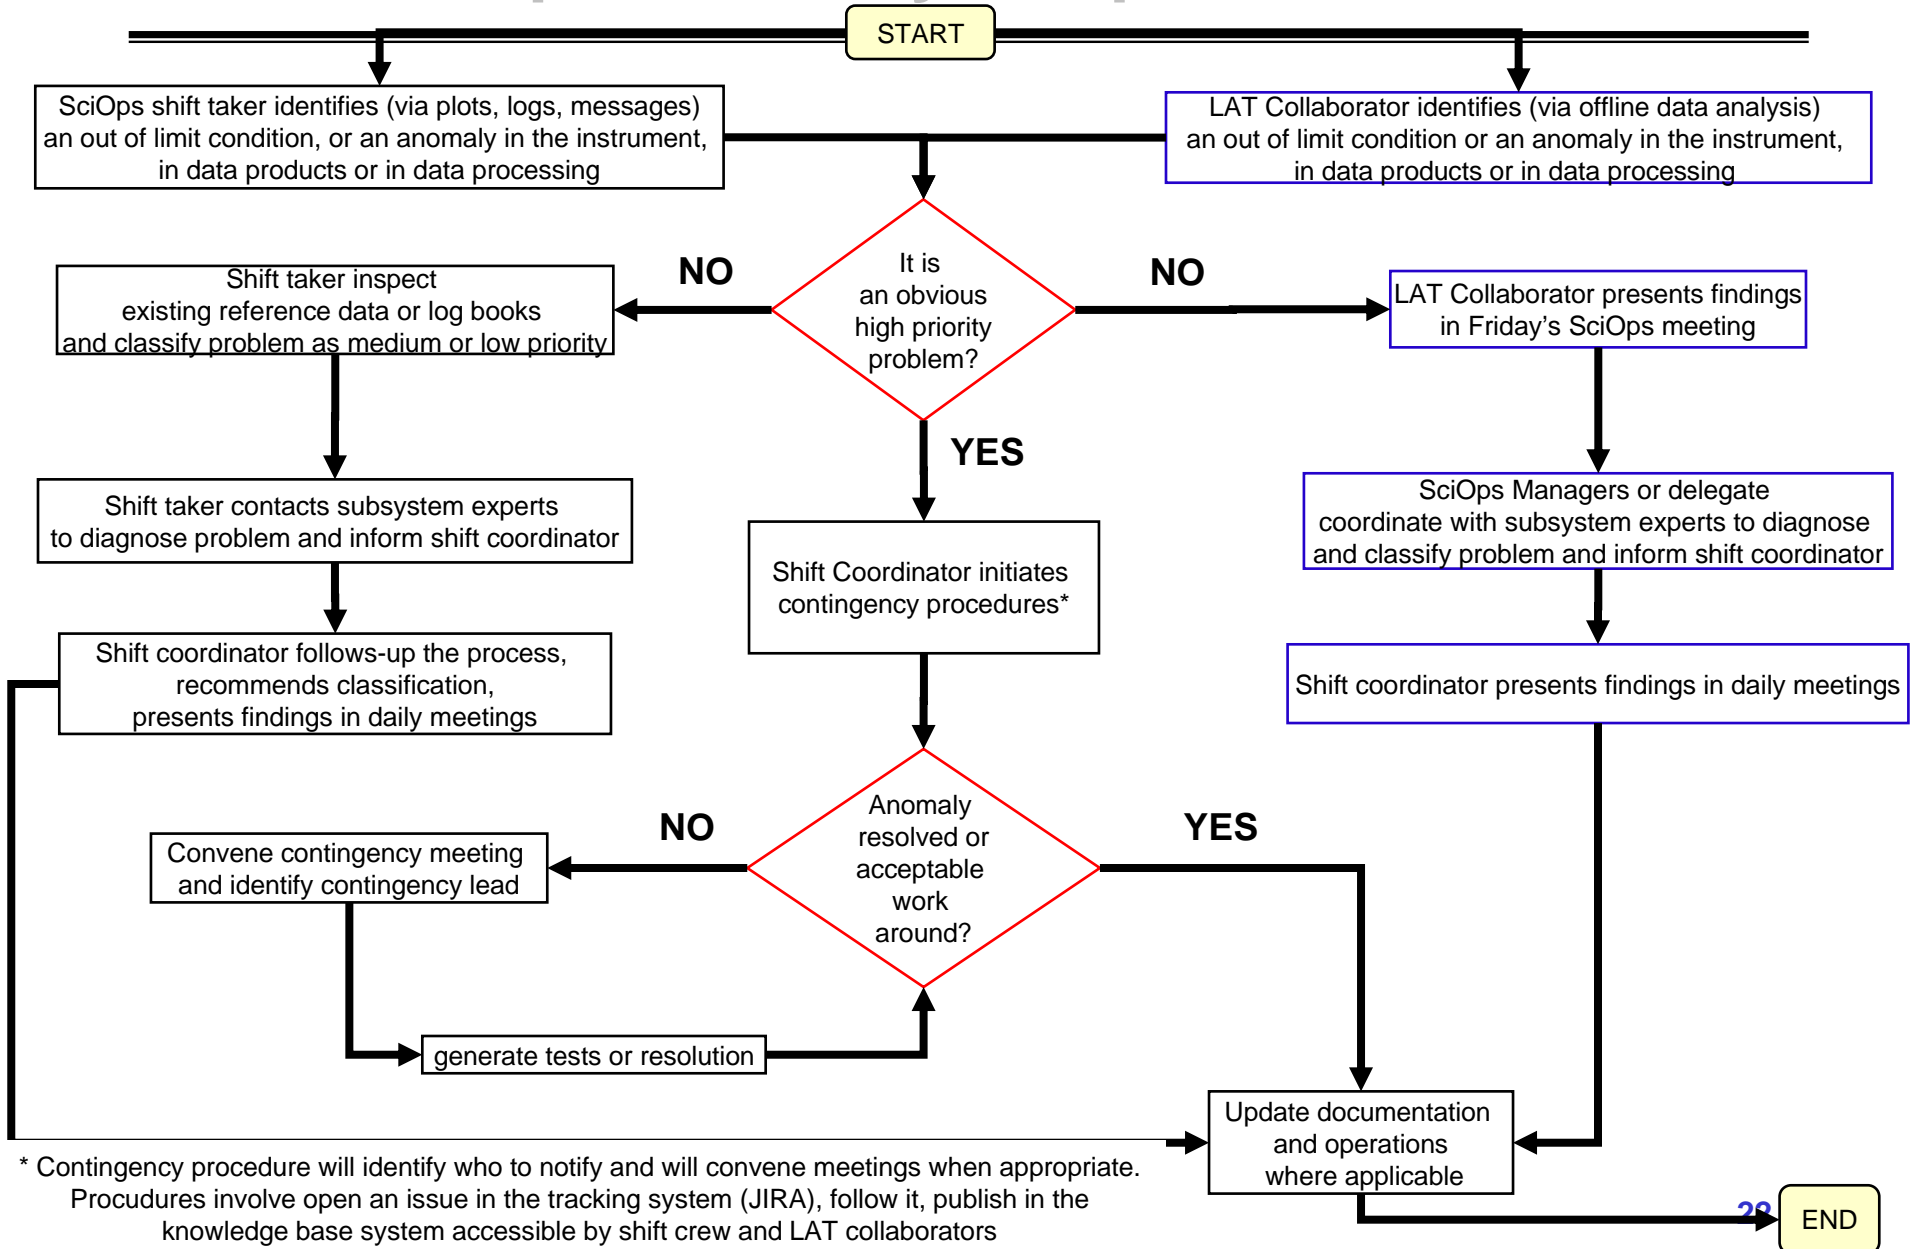 START
SciOps shift taker identifies (via plots, logs, messages)
an out of limit condition, or an anomaly in the instrument,
in data products or in data processing
LAT Collaborator identifies (via offline data analysis)
an out of limit condition or an anomaly in the instrument,
in data products or in data processing
It is
an obvious
high priority
problem?
NO
NO
Shift taker inspect
existing reference data or log books
and classify problem as medium or low priority
LAT Collaborator presents findings
in Friday's SciOps meeting
YES
Shift taker contacts subsystem experts
to diagnose problem and inform shift coordinator
Shift Coordinator initiates
contingency procedures*
SciOps Managers or delegate
coordinate with subsystem experts to diagnose
and classify problem and inform shift coordinator
Shift coordinator follows-up the process,
recommends classification,
presents findings in daily meetings
Shift coordinator presents findings in daily meetings
Anomaly
resolved or
acceptable
work
around?
NO
YES
Convene contingency meeting
and identify contingency lead
generate tests or resolution
Update documentation
and operations
where applicable
* Contingency procedure will identify who to notify and will convene meetings when appropriate.
Procudures involve open an issue in the tracking system (JIRA), follow it, publish in the
knowledge base system accessible by shift crew and LAT collaborators
END